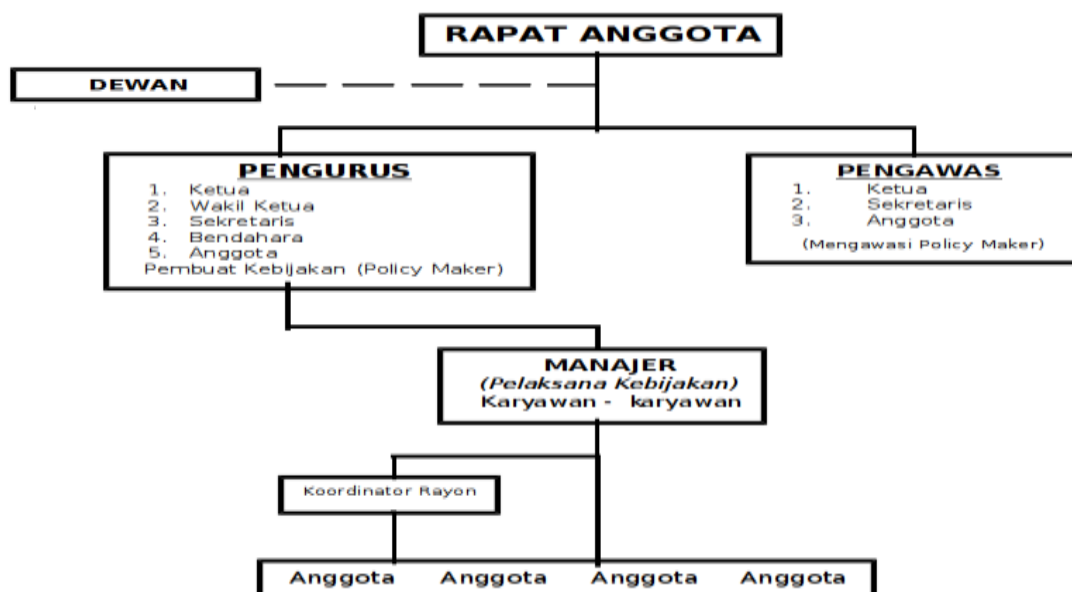 RAPAT ANGGOTA
DEWAN
PENGURUS
1. Ketua
2. Wakil Ketua
3. Sekretaris
4. Bendahara
5. Anggota
Pembuat Kebijakan (Policy Maker)
PENGAWAS
1. Ketua
2. Sekretaris
3. Anggota
(Mengawasi Policy Maker)
MANAJER
(Pelaksana Kebijakan)
Karyawan - karyawan
Koordinator Rayon
Anggota Anggota Anggota Anggota